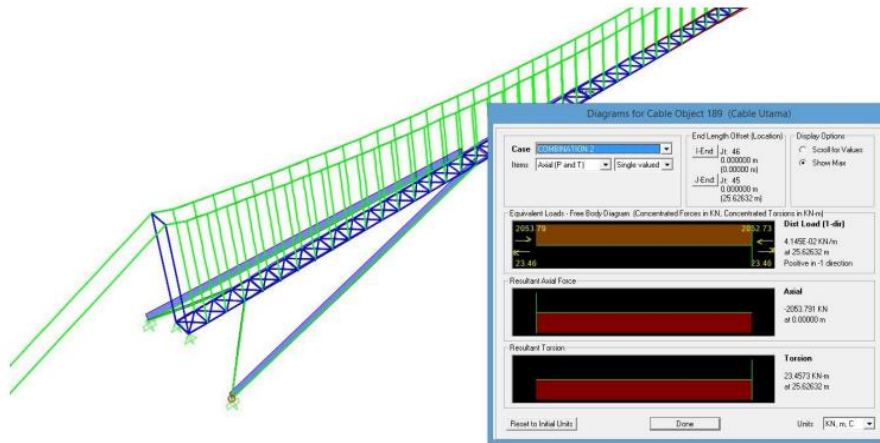 Diagrams for Cable Object 189 (Cable Utama)
Case COMBINATION 2
Items Axial (P and T) Single valued
End Length Offset (Location)
I-End Jt: 46
0.000000 m
(0.00000 m)
J-End Jt: 45
0.000000 m
(25.62632 m)
Display Options
Scroll for Values
Show Max
Equivalent Loads - Free Body Diagram (Concentrated Forces in KN, Concentrated Torsions in KN-m)
2053.79 2052.73
23.46 23.46
Dist Load (1-dir)
4.145E-02 KN/m
at 25.62632 m
Positive in -1 direction
Resultant Axial Force
Axial
-2053.791 KN
at 0.00000 m
Resultant Torsion
Torsion
23.4573 KN-m
at 25.62632 m
Reset to Initial Units Done Units KN, m, C